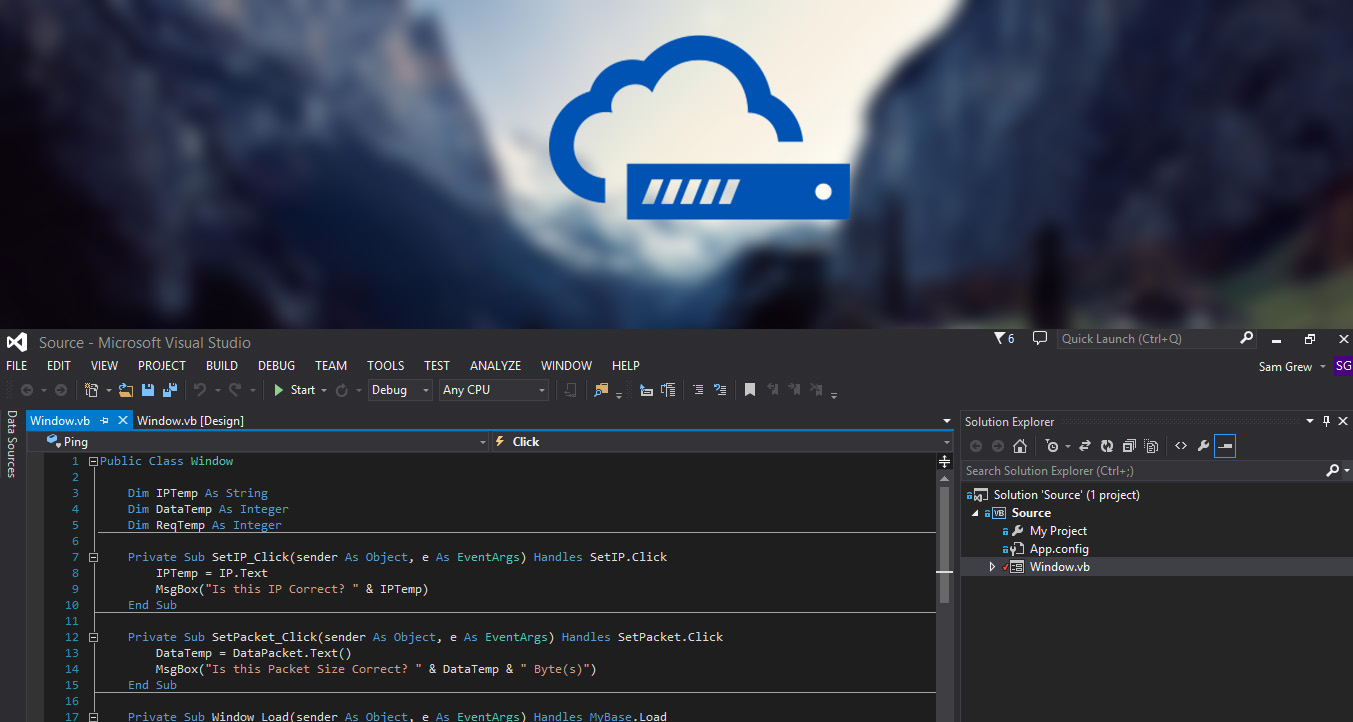 Source - Microsoft Visual Studio
6
Quick Launch (Ctrl+Q)
FILE EDIT VIEW PROJECT BUILD DEBUG TEAM TOOLS TEST ANALYZE WINDOW HELP
Sam Grew
SG
Start
Debug
Any CPU
Data Sources
Window.vb
Window.vb [Design]
Ping
Click
1 Public Class Window
2
3 Dim IPTemp As String
4 Dim DataTemp As Integer
5 Dim ReqTemp As Integer
6
7 Private Sub SetIP_Click(sender As Object, e As EventArgs) Handles SetIP.Click
8 IPTemp = IP.Text
9 MsgBox("Is this IP Correct? " & IPTemp)
10 End Sub
11
12 Private Sub SetPacket_Click(sender As Object, e As EventArgs) Handles SetPacket.Click
13 DataTemp = DataPacket.Text()
14 MsgBox("Is this Packet Size Correct? " & DataTemp & " Byte(s)")
15 End Sub
16
17 Private Sub Window_Load(sender As Object, e As EventArgs) Handles MyBase.Load
Solution Explorer
Search Solution Explorer (Ctrl+;)
Solution 'Source' (1 project)
VB Source
My Project
App.config
Window.vb